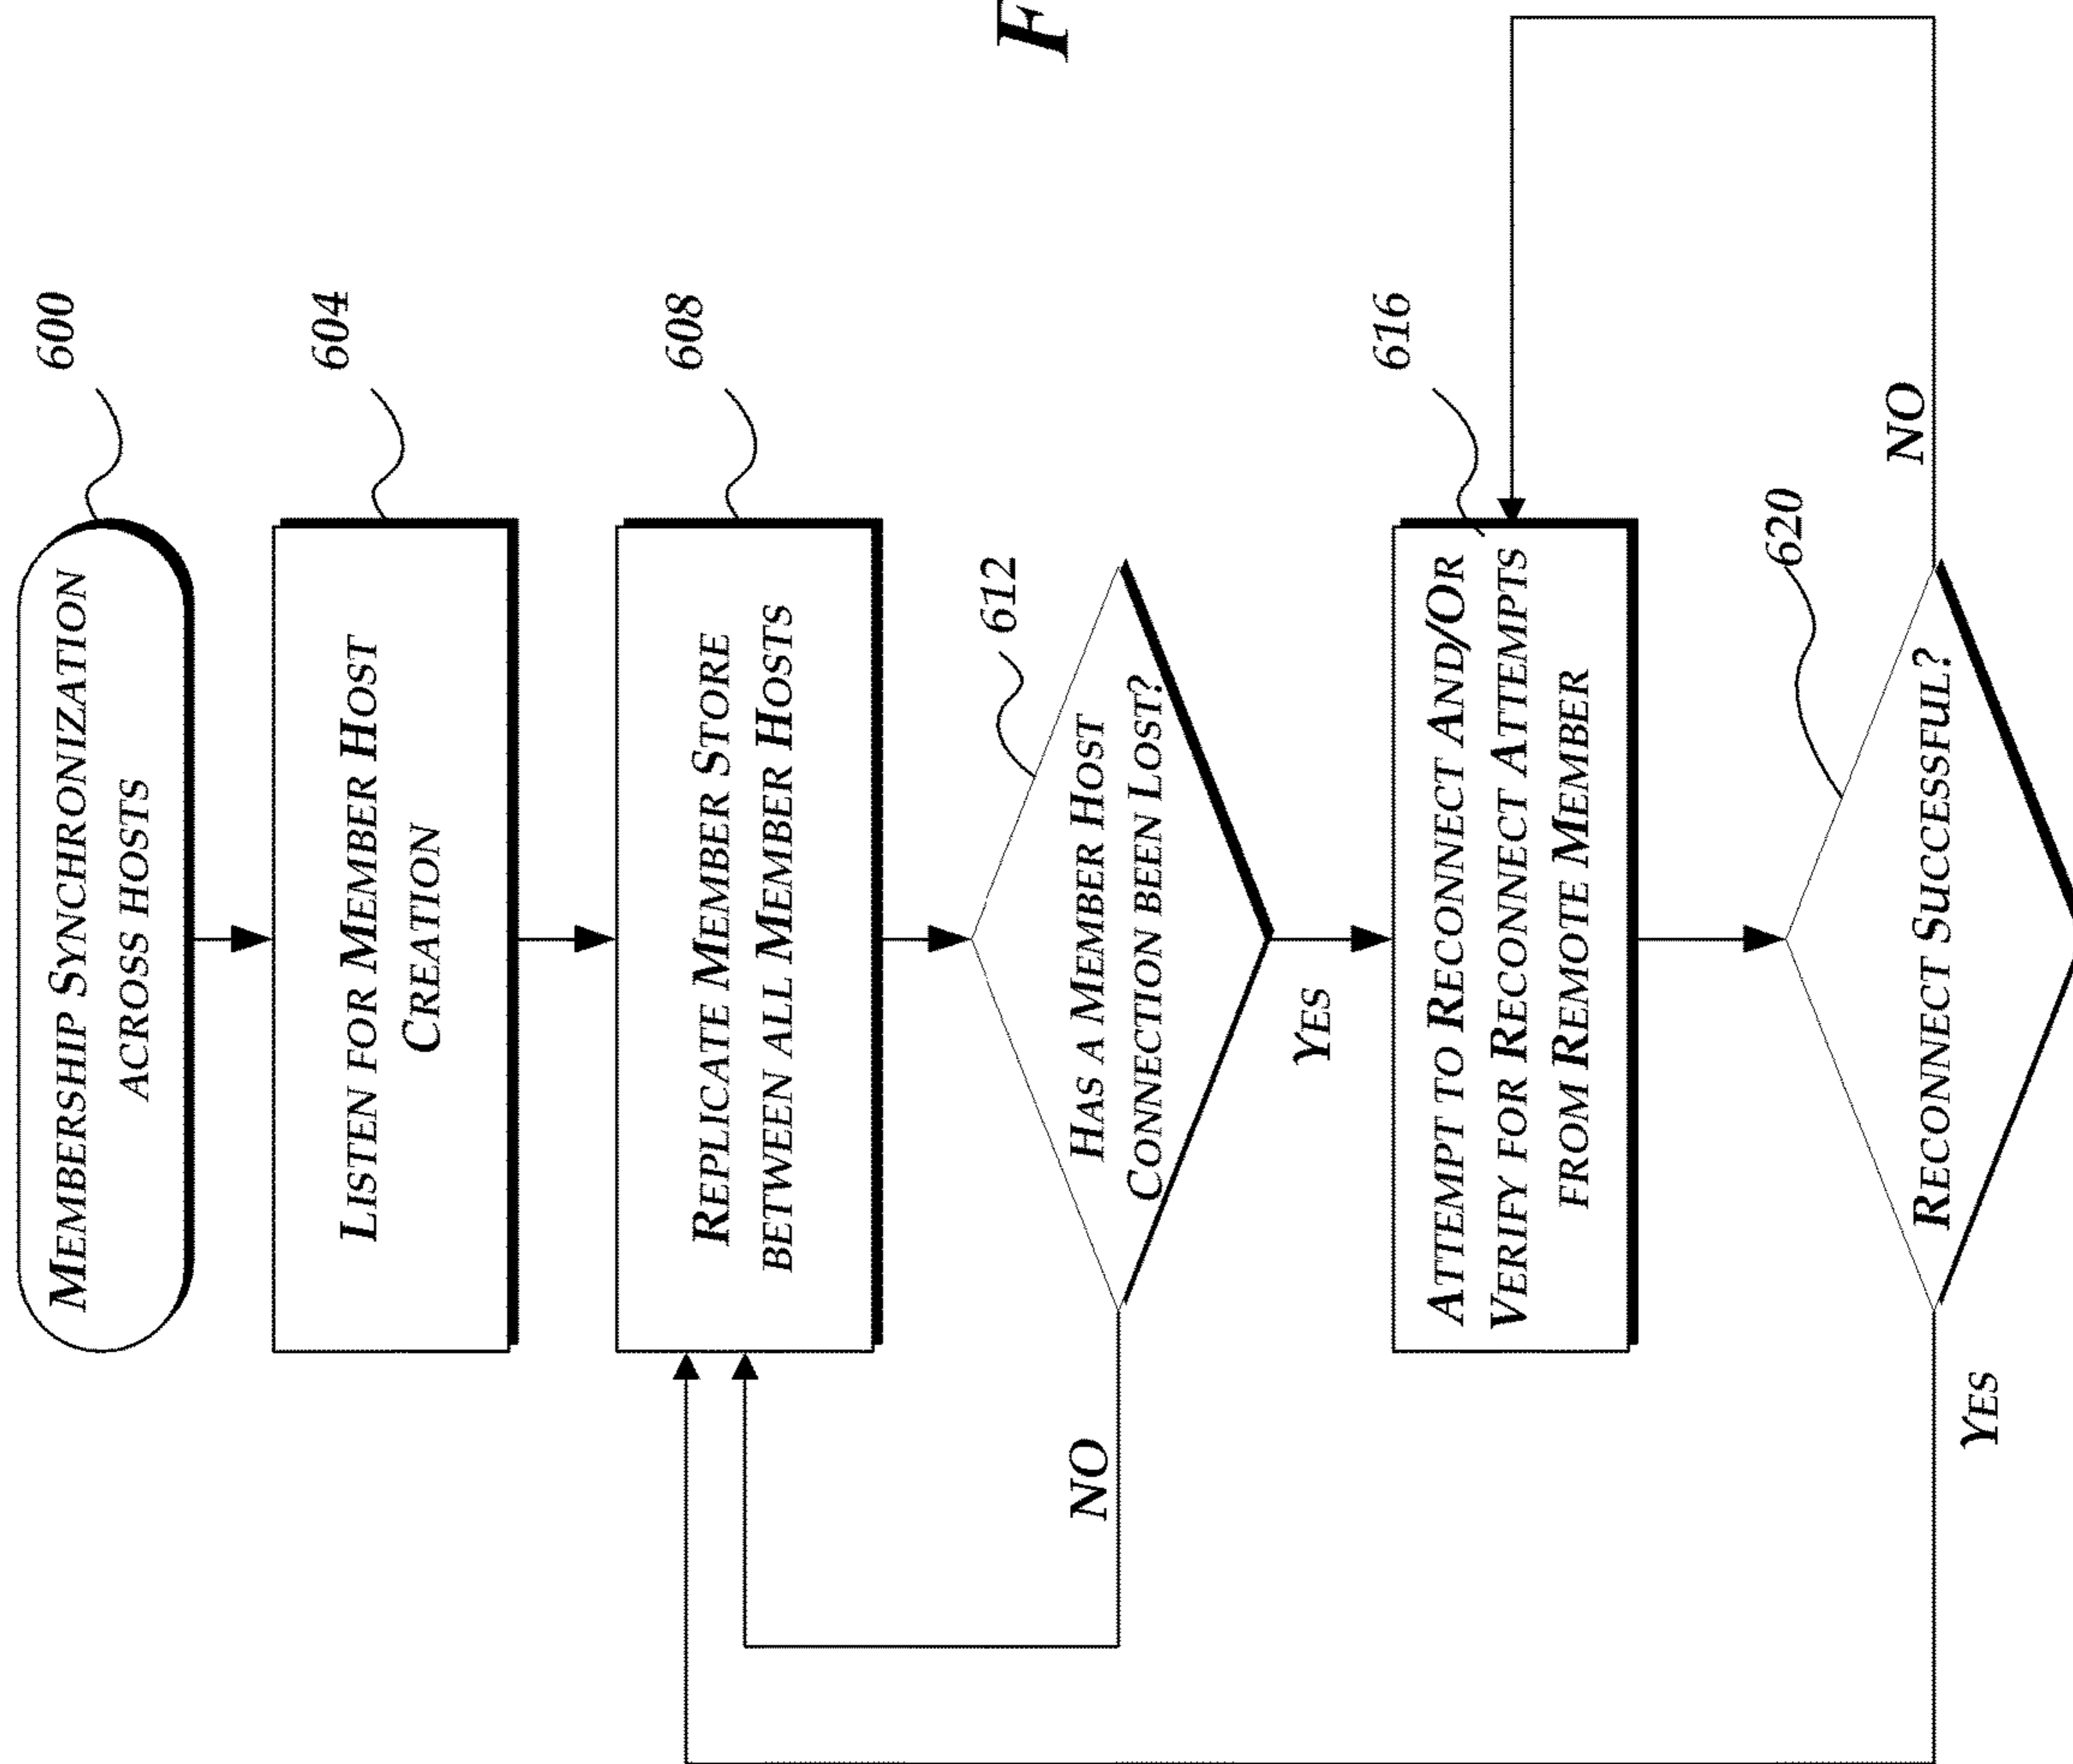 600
MEMBERSHIP SYNCHRONIZATION
ACROSS HOSTS
604
LISTEN FOR MEMBER HOST
CREATION
608
REPLICATE MEMBER STORE
BETWEEN ALL MEMBER HOSTS
612
HAS A MEMBER HOST
CONNECTION BEEN LOST?
NO
YES
616
ATTEMPT TO RECONNECT AND/OR
VERIFY FOR RECONNECT ATTEMPTS
FROM REMOTE MEMBER
620
RECONNECT SUCCESSFUL?
NO
YES
F